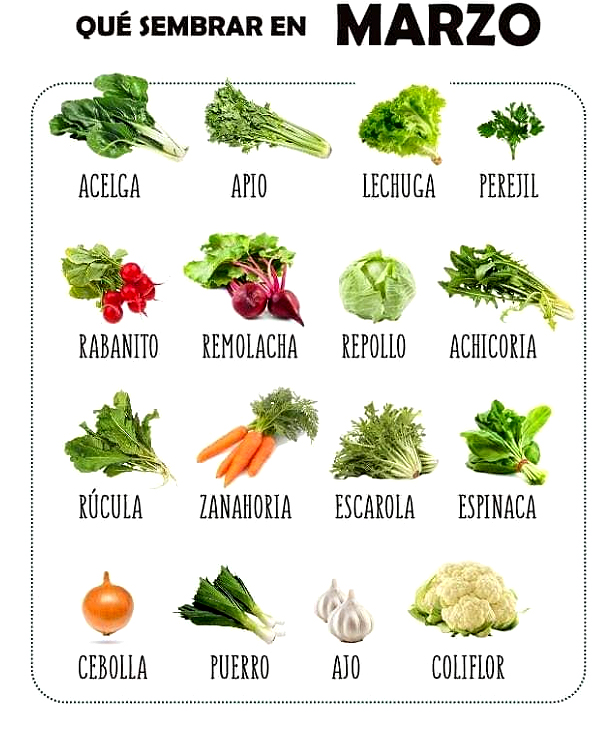 QUÉ SEMBRAR EN MARZO
ACELGA APIO LECHUGA PEREJIL
RABANITO REMOLACHA REPOLLO ACHICORIA
RÚCULA ZANAHORIA ESCAROLA ESPINACA
CEBOLLA PUERRO AJO COLIFLOR